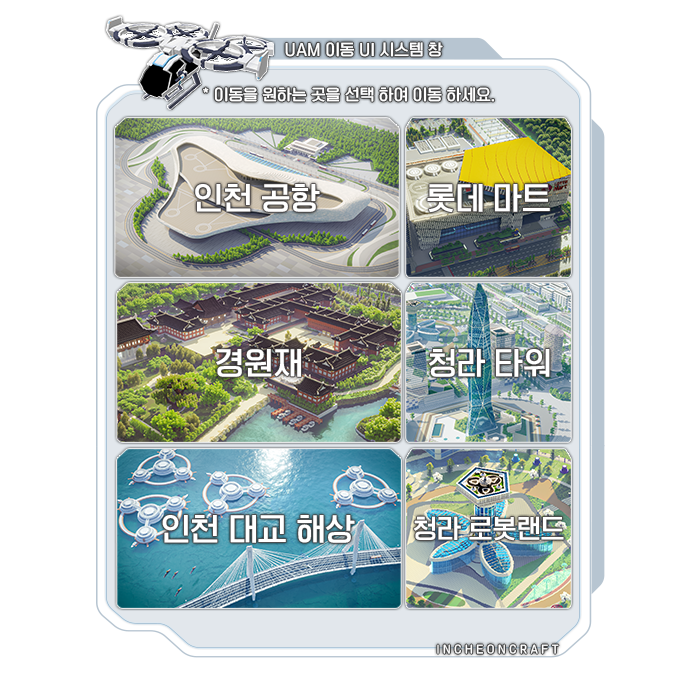 UAM 이동 UI 시스템 창
* 이동을 원하는 곳을 선택 하여 이동 하세요.
인천 공항
롯데 마트
경원재
청라 타워
인천 대교 해상
청라 로봇랜드
INCHEONCRAFT